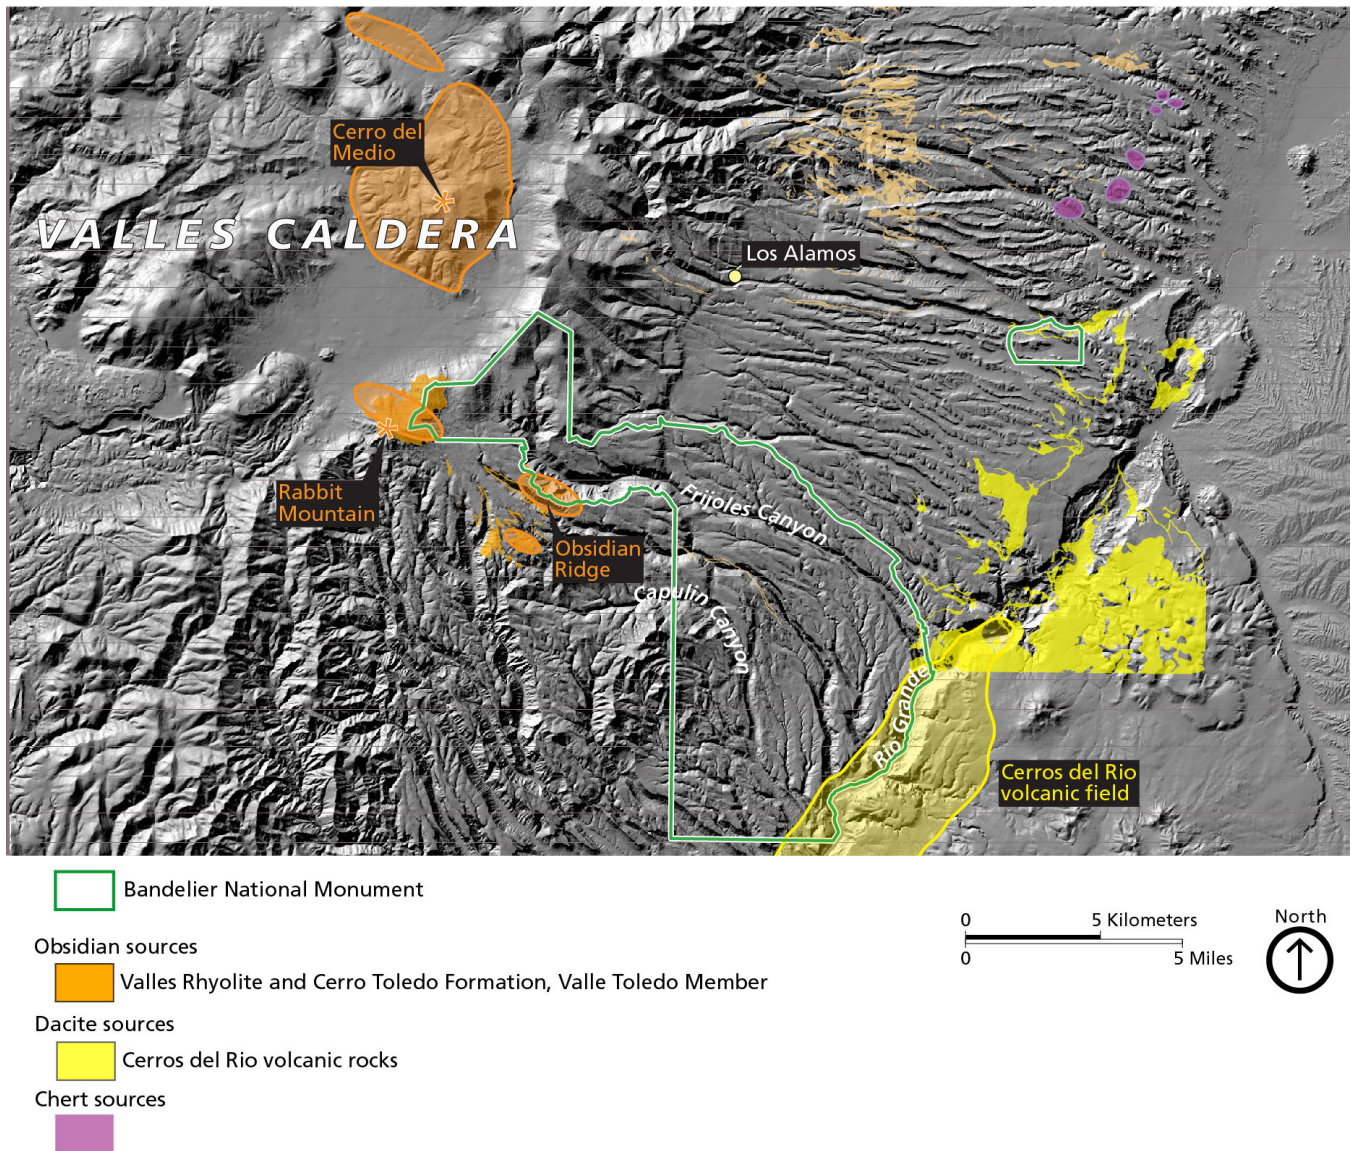 Cerro del
Medio
VALLES CALDERA
Los Alamos
Rabbit
Mountain
Frijoles Canyon
Obsidian
Ridge
Capulin Canyon
Rio Grande
Cerros del Rio
volcanic field
Bandelier National Monument
Obsidian sources
Valles Rhyolite and Cerro Toledo Formation, Valle Toledo Member
Dacite sources
Cerros del Rio volcanic rocks
Chert sources
0 5 Kilometers
0 5 Miles
North